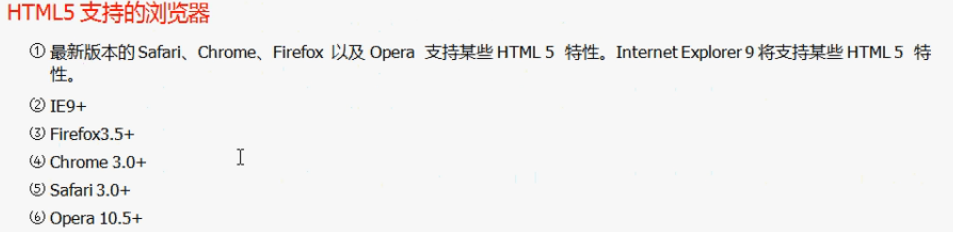 HTML5 支持的浏览器
① 最新版本的 Safari、Chrome、Firefox 以及 Opera 支持某些 HTML 5 特性。Internet Explorer 9 将支持某些 HTML 5 特
性。
② IE9+
③ Firefox3.5+
④ Chrome 3.0+
⑤ Safari 3.0+
⑥ Opera 10.5+